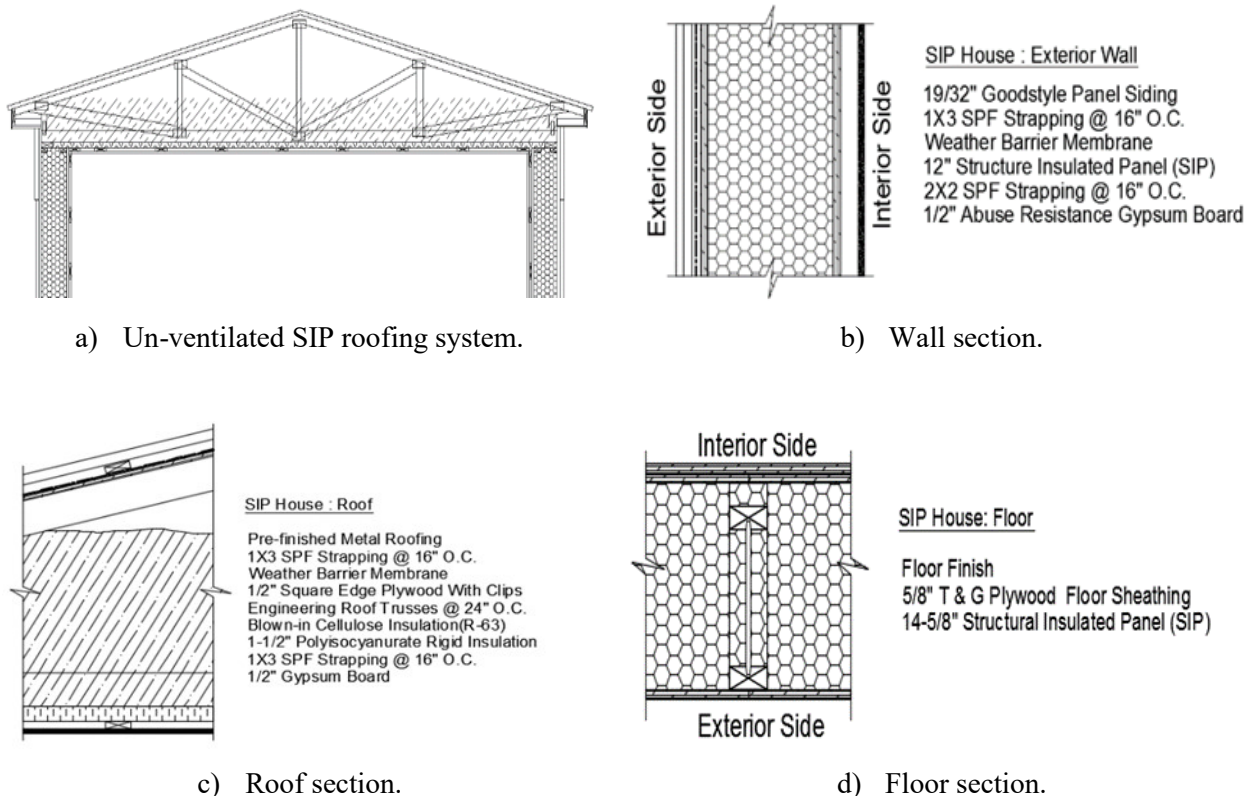 Exterior Side
Interior Side
SIP House : Exterior Wall
19/32" Goodstyle Panel Siding
1X3 SPF Strapping @ 16" O.C.
Weather Barrier Membrane
12" Structure Insulated Panel (SIP)
2X2 SPF Strapping @ 16" O.C.
1/2" Abuse Resistance Gypsum Board
a) Un-ventilated SIP roofing system.
b) Wall section.
SIP House : Roof
Pre-finished Metal Roofing
1X3 SPF Strapping @ 16" O.C.
Weather Barrier Membrane
1/2" Square Edge Plywood With Clips
Engineering Roof Trusses @ 24" O.C.
Blown-in Cellulose Insulation(R-63)
1-1/2" Polyisocyanurate Rigid Insulation
1X3 SPF Strapping @ 16" O.C.
1/2" Gypsum Board
Interior Side
Exterior Side
SIP House: Floor
Floor Finish
5/8" T & G Plywood Floor Sheathing
14-5/8" Structural Insulated Panel (SIP)
c) Roof section.
d) Floor section.